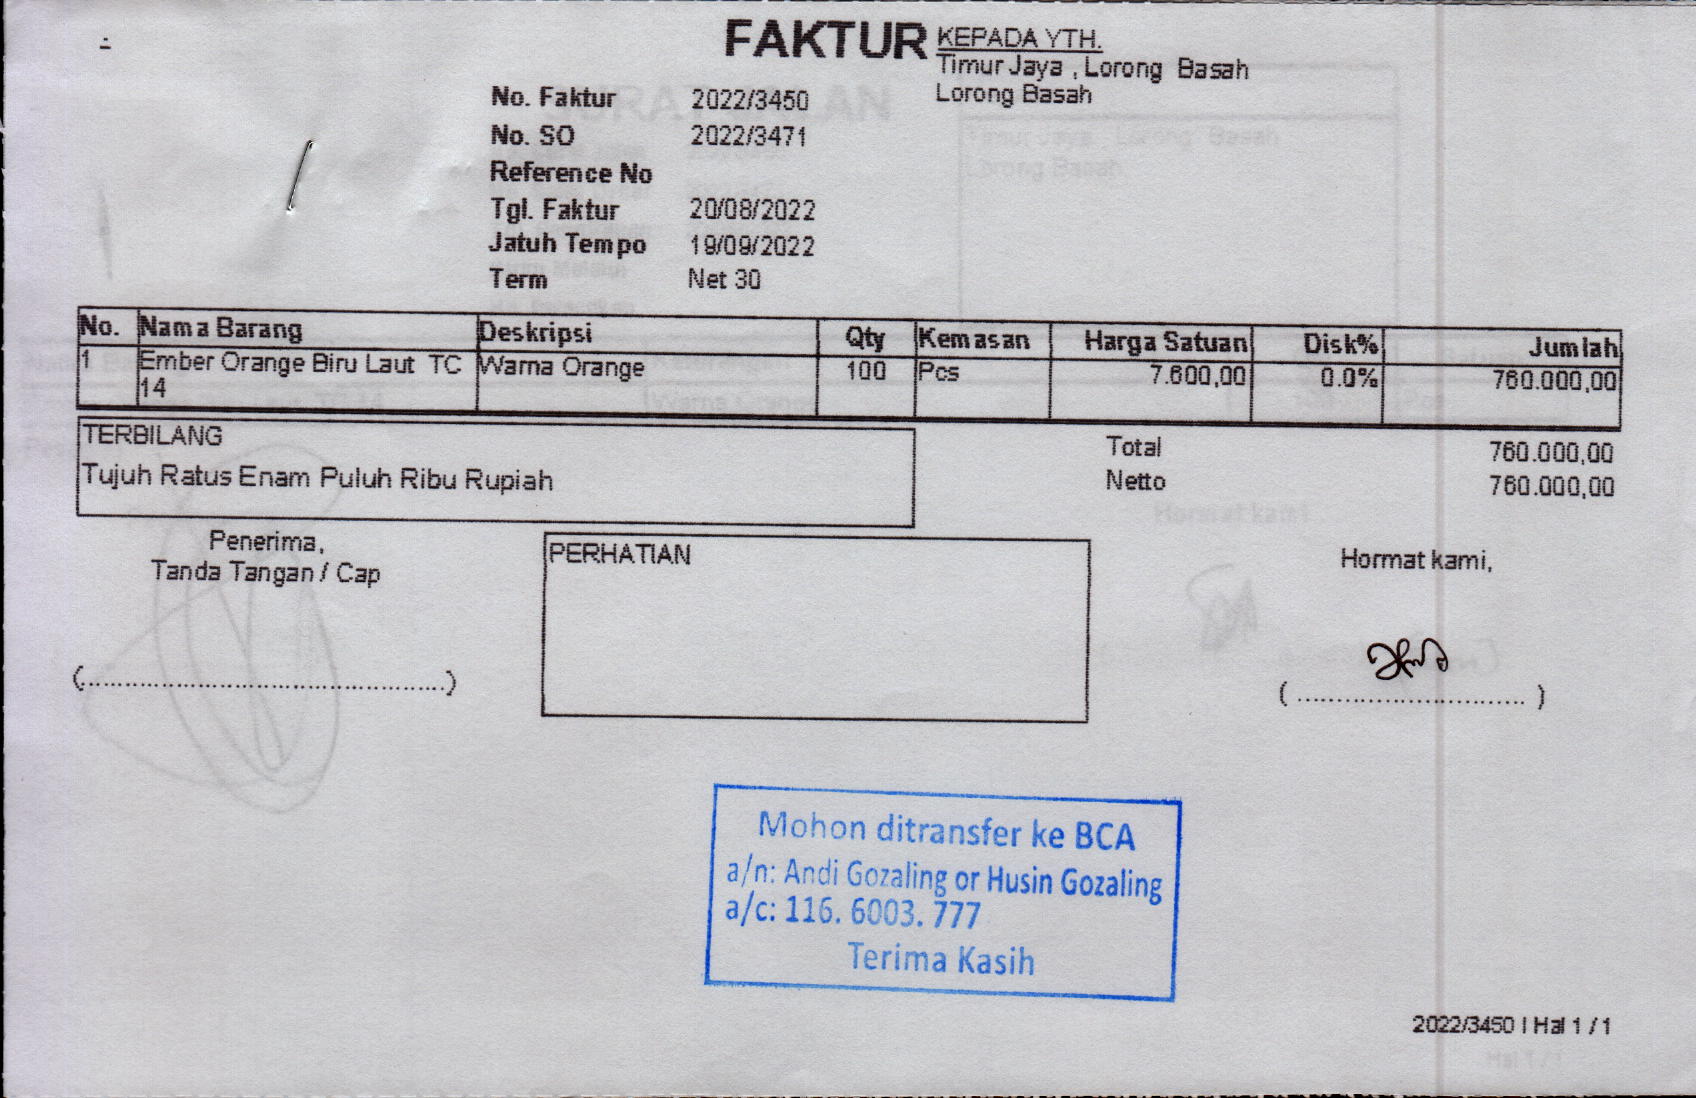 FAKTUR
KEPADA YTH.
Timur Jaya , Lorong Basah
Lorong Basah
No. Faktur 2022/3450
No. SO 2022/3471
Reference No
Tgl. Faktur 20/08/2022
Jatuh Tempo 19/09/2022
Term Net 30
No. Nama Barang Deskripsi Qty Kemasan Harga Satuan Disk% Jumlah
1 Ember Orange Biru Laut TC Warna Orange 100 Pcs 7.600,00 0.0% 760.000,00
14
TERBILANG
Tujuh Ratus Enam Puluh Ribu Rupiah
Total 760.000,00
Netto 760.000,00
Penerima,
Tanda Tangan / Cap
(................................................)
PERHATIAN
Hormat kami,
( ............................. )
Mohon ditransfer ke BCA
a/n: Andi Gozaling or Husin Gozaling
a/c: 116. 6003. 777
Terima Kasih
2022/3450 | Hal 1 / 1